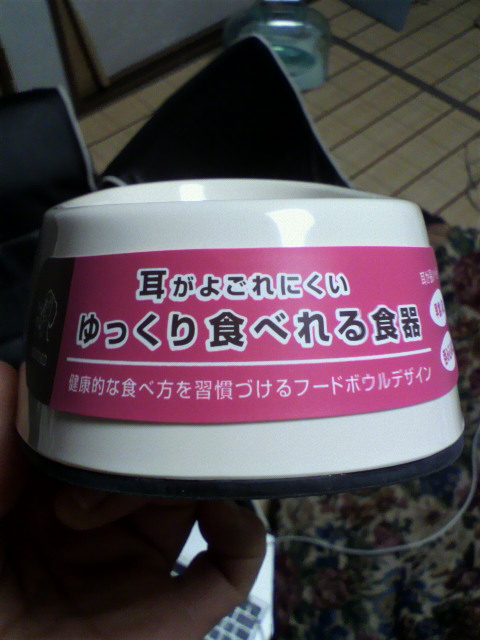 耳がよごれにくい
ゆっくり食べれる食器
健康的な食べ方を習慣づけるフードボウルデザイン